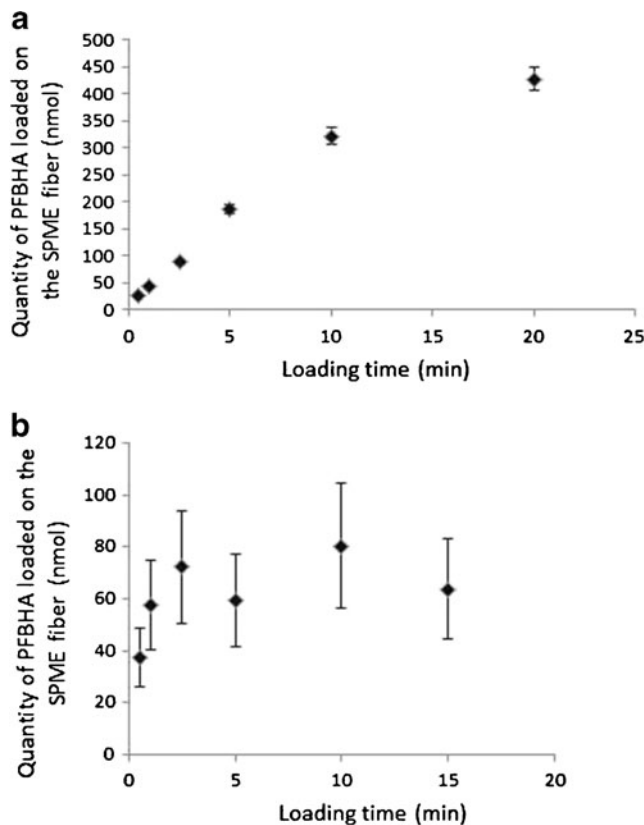 a
Quantity of PFBHA loaded on
the SPME fiber (nmol)
500
450
400
350
300
250
200
150
100
50
0
0 5 10 15 20 25
Loading time (min)
b
Quantity of PFBHA loaded on the
SPME fiber (nmol)
120
100
80
60
40
20
0
0 5 10 15 20
Loading time (min)